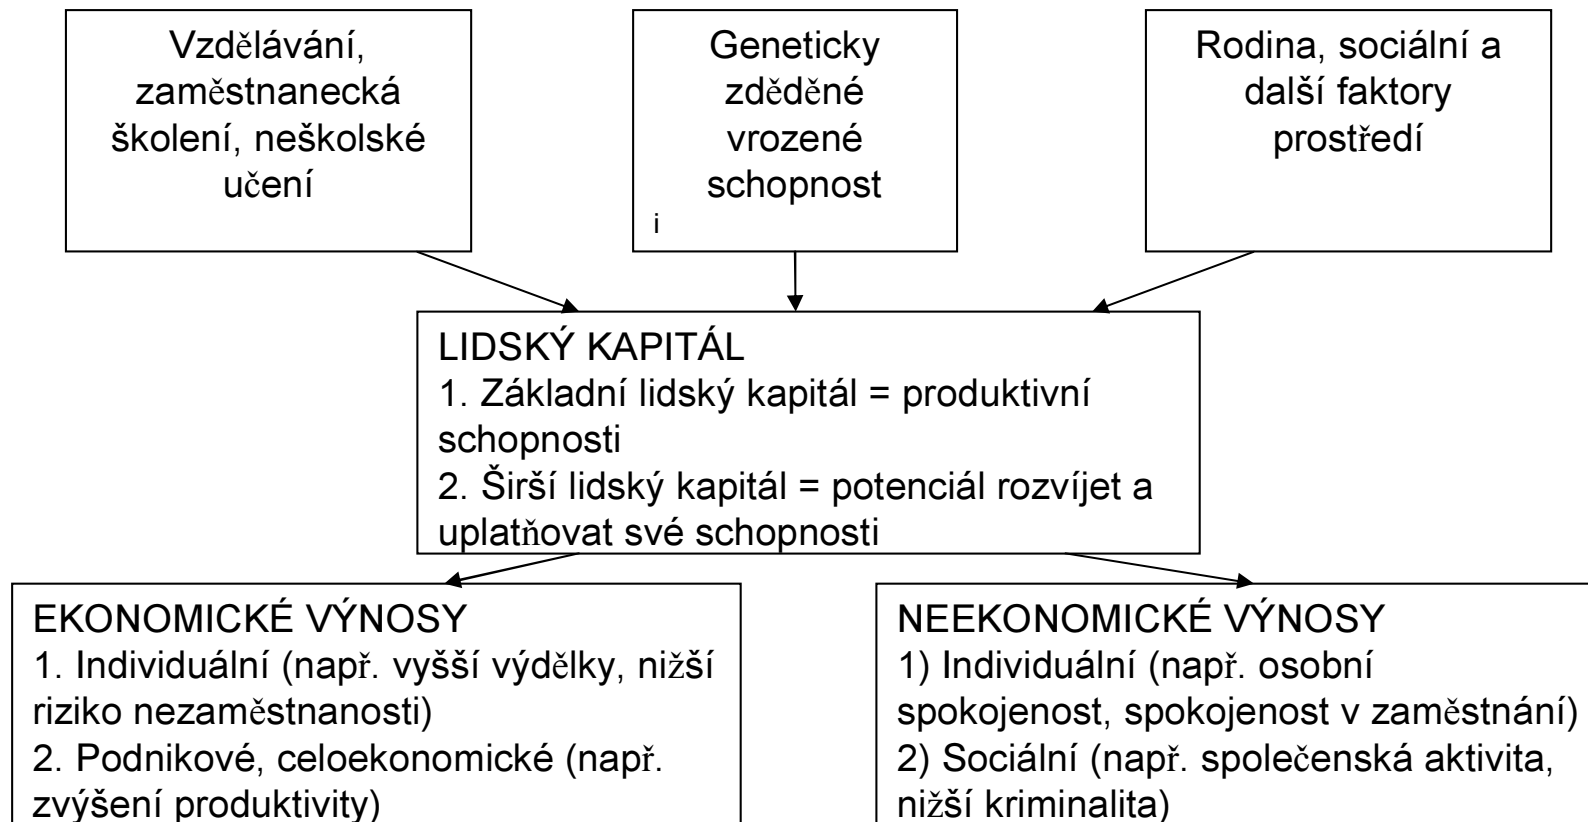 Vzdělávání,
zaměstnanecká
školení, neškolské
učení
Geneticky
zděděné
vrozené
schopnost
i
Rodina, sociální a
další faktory
prostředí
LIDSKÝ KAPITÁL
1. Základní lidský kapitál = produktivní
schopnosti
2. Širší lidský kapitál = potenciál rozvíjet a
uplatňovat své schopnosti
EKONOMICKÉ VÝNOSY
1. Individuální (např. vyšší výdělky, nižší
riziko nezaměstnanosti)
2. Podnikové, celoekonomické (např.
zvýšení produktivity)
NEEKONOMICKÉ VÝNOSY
1) Individuální (např. osobní
spokojenost, spokojenost v zaměstnání)
2) Sociální (např. společenská aktivita,
nižší kriminalita)